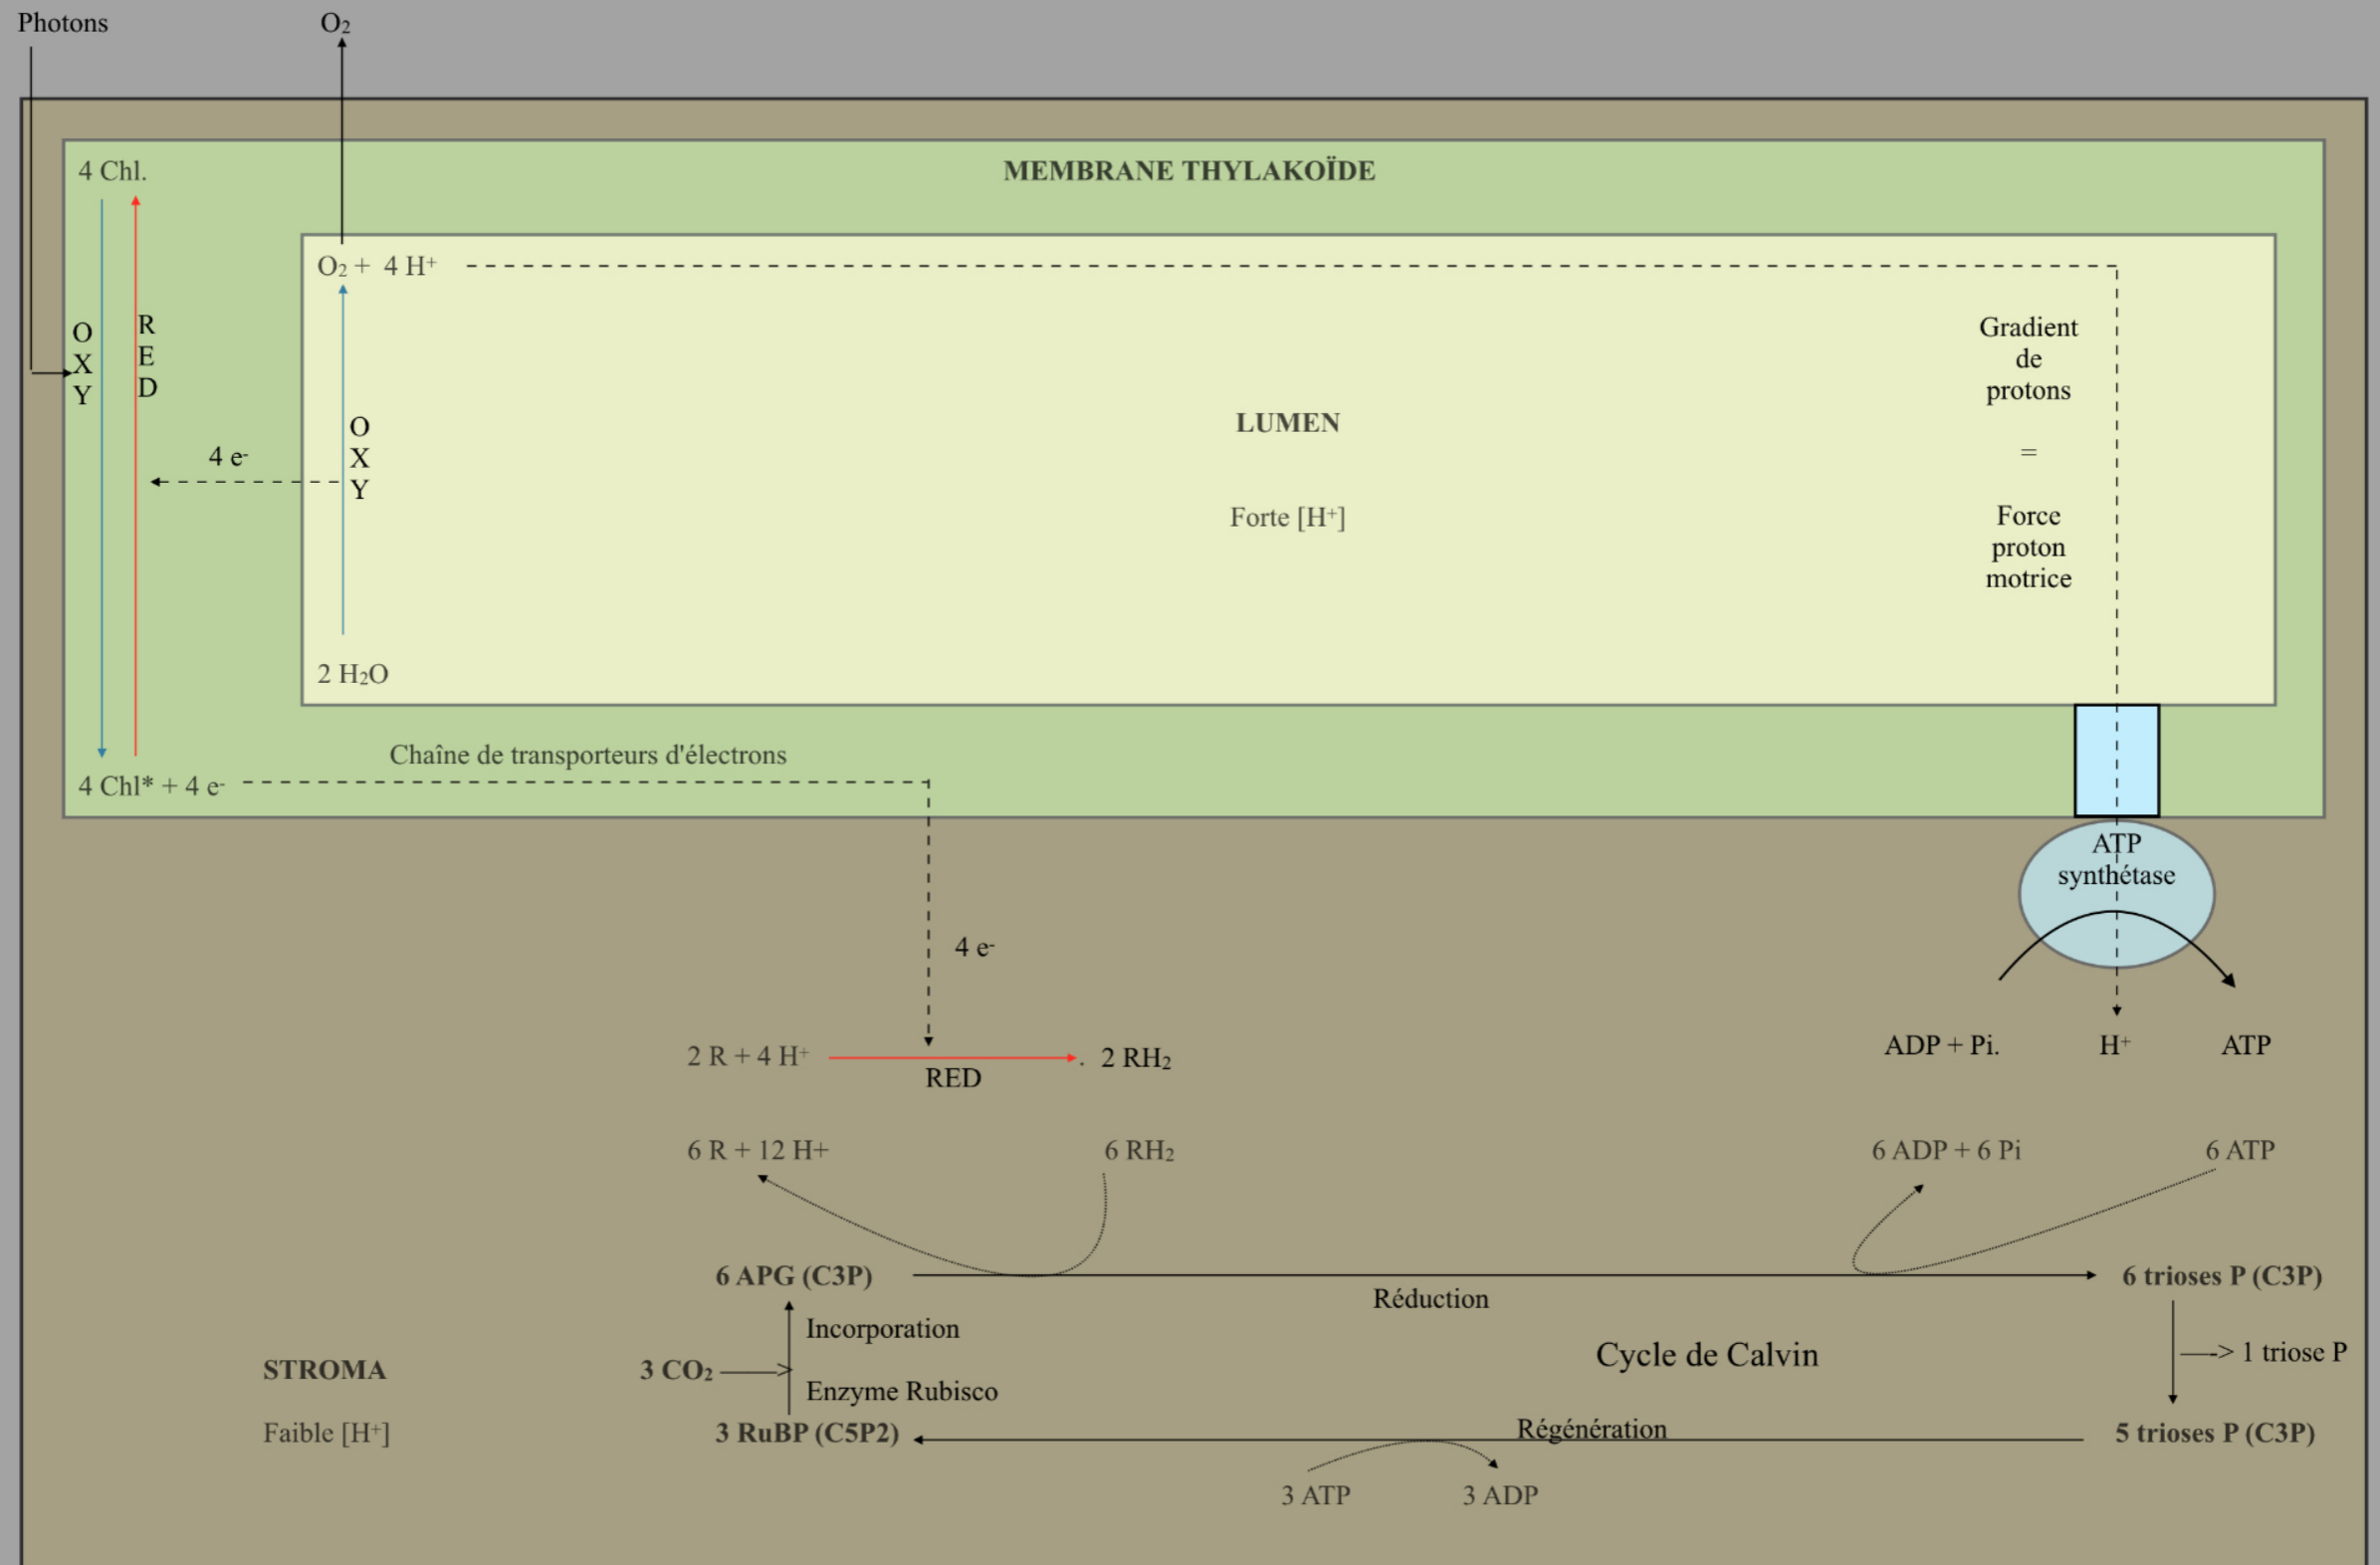 Photons
O₂
4 Chl.
MEMBRANE THYLAKOÏDE
O₂ + 4 H⁺
O
X
Y
R
E
D
4 e⁻
O
X
Y
LUMEN
Forte [H⁺]
Gradient
de
protons
=
Force
proton
motrice
2 H₂O
Chaîne de transporteurs d'électrons
4 Chl* + 4 e⁻
ATP
synthétase
4 e⁻
2 R + 4 H⁺
. 2 RH₂
RED
ADP + Pi.
H⁺
ATP
6 R + 12 H+
6 RH₂
6 ADP + 6 Pi
6 ATP
6 APG (C3P)
Réduction
6 trioses P (C3P)
Incorporation
Cycle de Calvin
—-> 1 triose P
STROMA
3 CO₂
Enzyme Rubisco
Faible [H⁺]
3 RuBP (C5P2)
Régénération
5 trioses P (C3P)
3 ATP
3 ADP